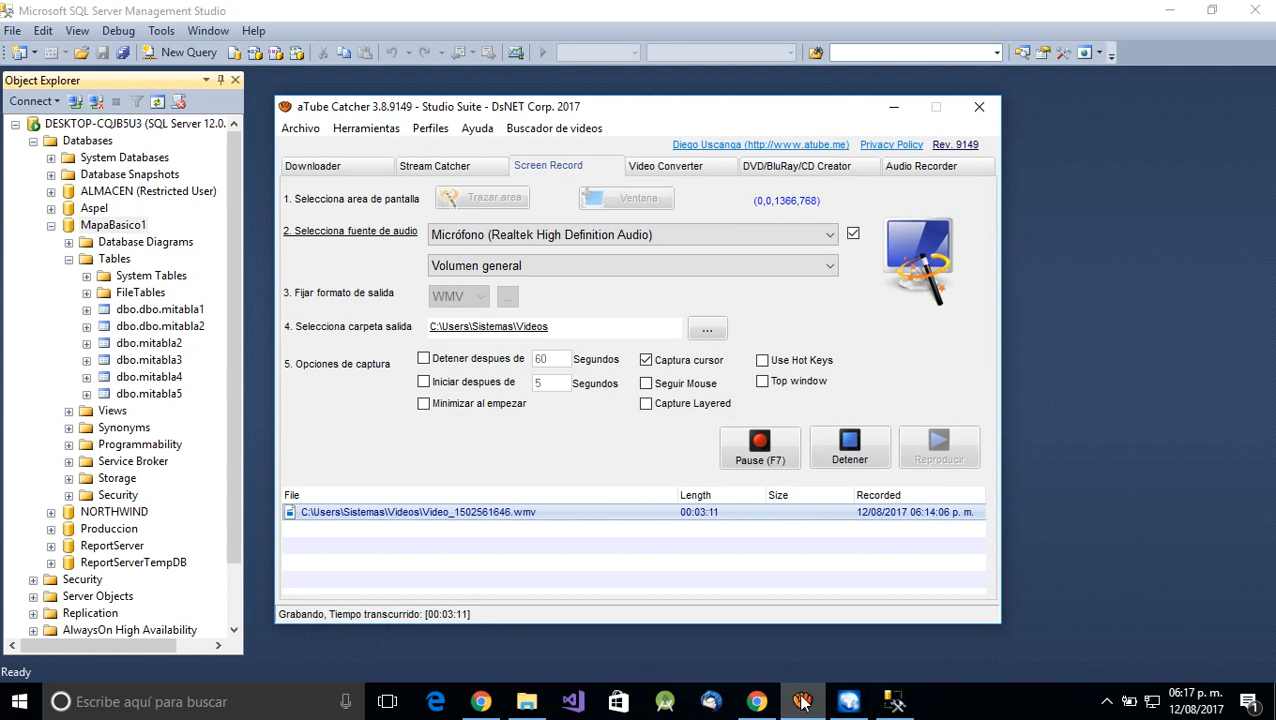 Microsoft SQL Server Management Studio
File Edit View Debug Tools Window Help
New Query
Object Explorer
Connect
DESKTOP-CQJB5U3 (SQL Server 12.0.
Databases
System Databases
Database Snapshots
ALMACEN (Restricted User)
Aspel
MapaBasico1
Database Diagrams
Tables
System Tables
FileTables
dbo.dbo.mitabla1
dbo.dbo.mitabla2
dbo.mitabla2
dbo.mitabla3
dbo.mitabla4
dbo.mitabla5
Views
Synonyms
Programmability
Service Broker
Storage
Security
NORTHWIND
Produccion
ReportServer
ReportServerTempDB
Security
Server Objects
Replication
AlwaysOn High Availability
Ready
aTube Catcher 3.8.9149 - Studio Suite - DsNET Corp. 2017
Archivo Herramientas Perfiles Ayuda Buscador de videos
Diego Uscanga (http://www.atube.me) Privacy Policy Rev. 9149
Downloader Stream Catcher Screen Record Video Converter DVD/BluRay/CD Creator Audio Recorder
1. Selecciona area de pantalla Trazar area Ventana (0,0,1366,768)
2. Selecciona fuente de audio Micrófono (Realtek High Definition Audio)
Volumen general
3. Fijar formato de salida WMV ...
4. Selecciona carpeta salida C:\Users\Sistemas\Videos ...
5. Opciones de captura Detener despues de 60 Segundos Captura cursor Use Hot Keys
Iniciar despues de 5 Segundos Seguir Mouse Top window
Minimizar al empezar Capture Layered
Pause (F7) Detener Reproducir
File Length Size Recorded
C:\Users\Sistemas\Videos\Video_1502561646.wmv 00:03:11 12/08/2017 06:14:06 p. m.
Grabando, Tiempo transcurrido: [00:03:11]
Escribe aquí para buscar
06:17 p. m.
12/08/2017
1